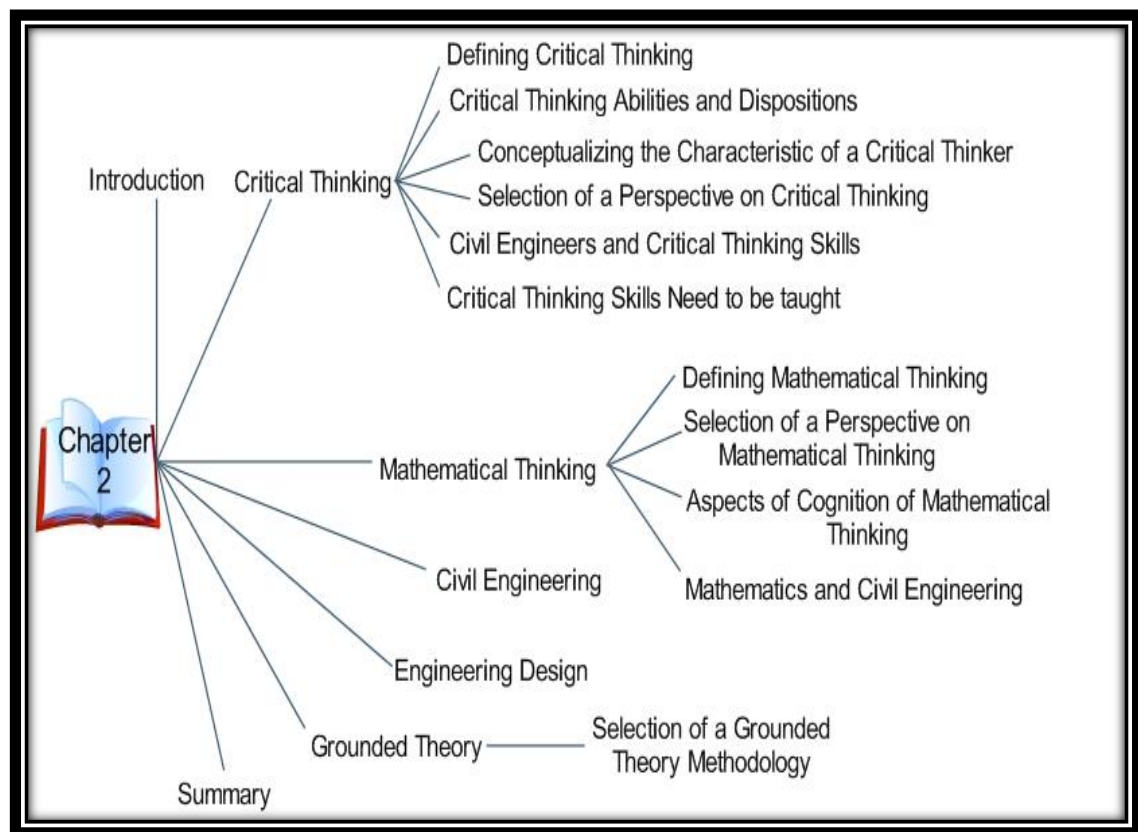 Defining Critical Thinking
Critical Thinking Abilities and Dispositions
Conceptualizing the Characteristic of a Critical Thinker
Introduction
Critical Thinking
Selection of a Perspective on Critical Thinking
Civil Engineers and Critical Thinking Skills
Critical Thinking Skills Need to be taught
Defining Mathematical Thinking
Selection of a Perspective on
Mathematical Thinking
Chapter
2
Mathematical Thinking
Aspects of Cognition of Mathematical
Thinking
Civil Engineering
Mathematics and Civil Engineering
Engineering Design
Grounded Theory
Selection of a Grounded
Theory Methodology
Summary